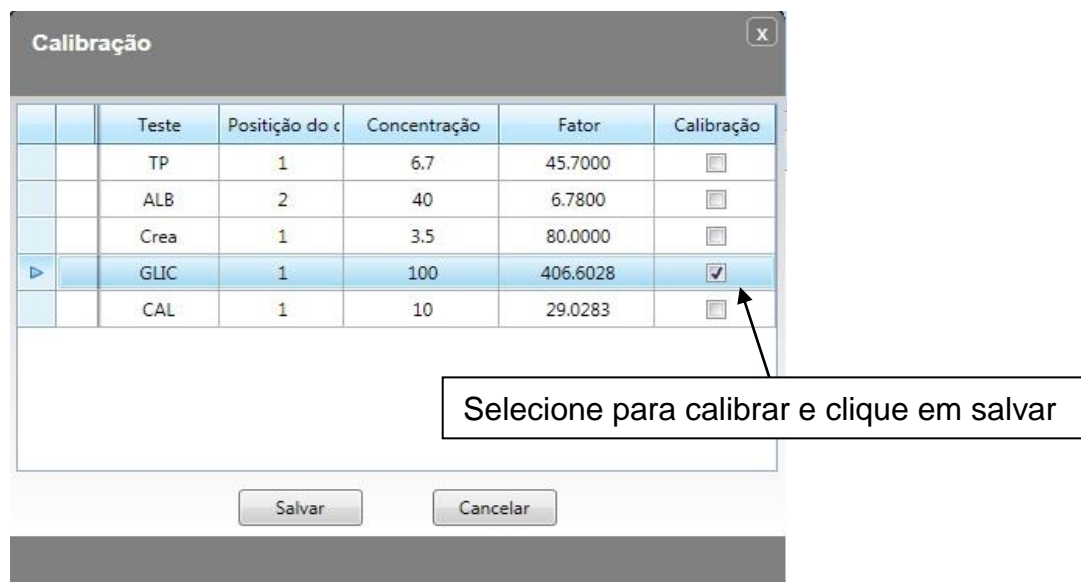 Calibração
x
Teste Positição do c Concentração Fator Calibração
TP 1 6.7 45.7000
ALB 2 40 6.7800
Crea 1 3.5 80.0000
GLIC 1 100 406.6028
CAL 1 10 29.0283
Selecione para calibrar e clique em salvar
Salvar Cancelar